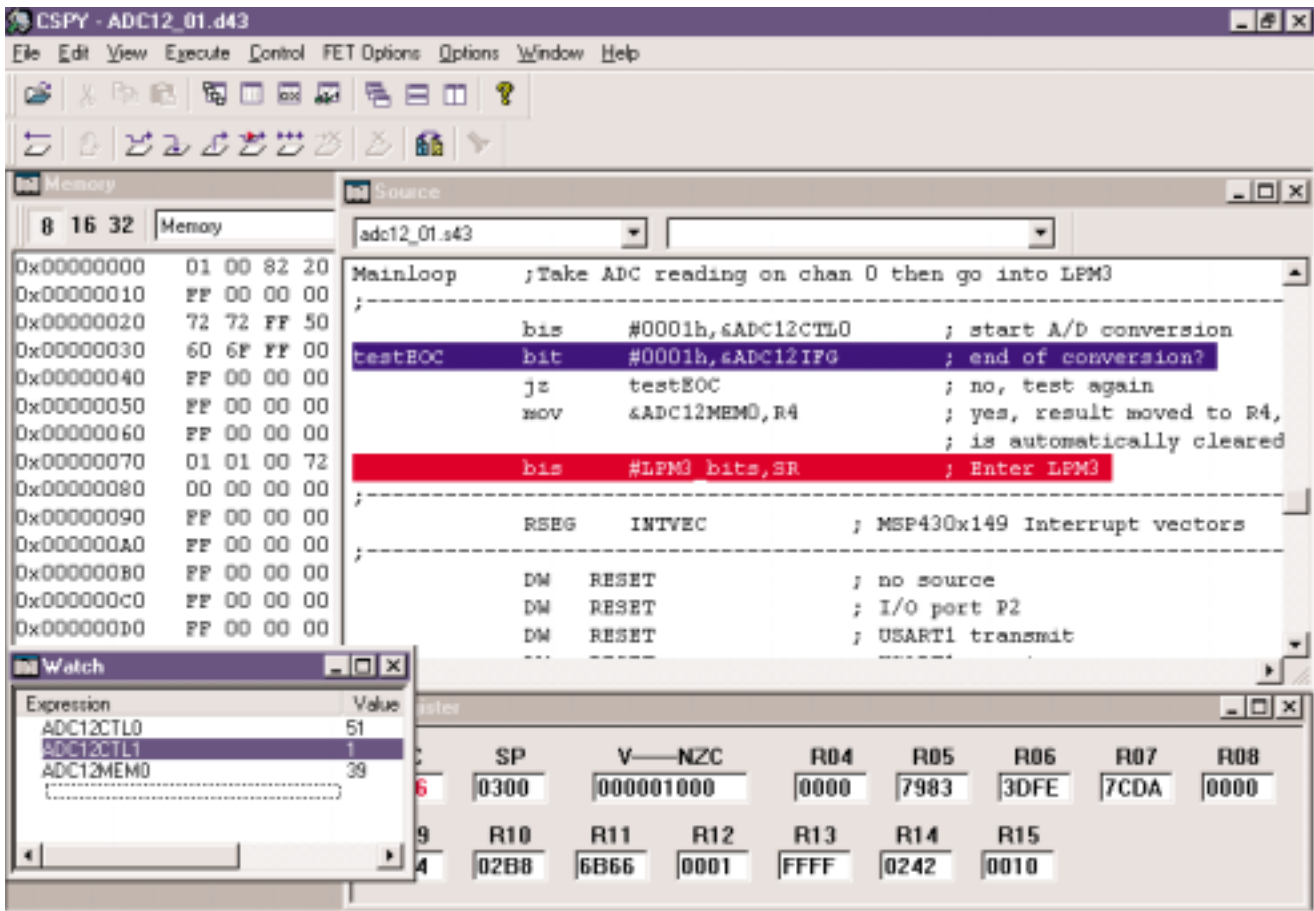 CSPY - ADC12_01.d43
File Edit View Execute Control FET Options Options Window Help
Memory
8 16 32 Memory
0x00000000 01 00 82 20
0x00000010 FF 00 00 00
0x00000020 72 72 FF 50
0x00000030 60 6F FF 00
0x00000040 FF 00 00 00
0x00000050 FF 00 00 00
0x00000060 FF 00 00 00
0x00000070 01 01 00 72
0x00000080 00 00 00 00
0x00000090 FF 00 00 00
0x000000A0 FF 00 00 00
0x000000B0 FF 00 00 00
0x000000C0 FF 00 00 00
0x000000D0 FF 00 00 00
Source
adc12_01.s43
Mainloop ;Take ADC reading on chan 0 then go into LPM3
;----------------------------------------------------------------
bis #0001h,&ADC12CTL0 ; start A/D conversion
testEOC bit #0001h,&ADC12IFG ; end of conversion?
jz testEOC ; no, test again
mov &ADC12MEM0,R4 ; yes, result moved to R4,
; is automatically cleared
bis #LPM3_bits,SR ; Enter LPM3
;----------------------------------------------------------------
RSEG INTVEC ; MSP430x149 Interrupt vectors
;----------------------------------------------------------------
DW RESET ; no source
DW RESET ; I/O port P2
DW RESET ; USART1 transmit
Watch
Expression Value
ADC12CTL0 51
ADC12CTL1 1
ADC12MEM0 39
SP V----NZC R04 R05 R06 R07 R08
6 0300 000001000 0000 7983 3DFE 7CDA 0000
9 R10 R11 R12 R13 R14 R15
4 02B8 6B66 0001 FFFF 0242 0010